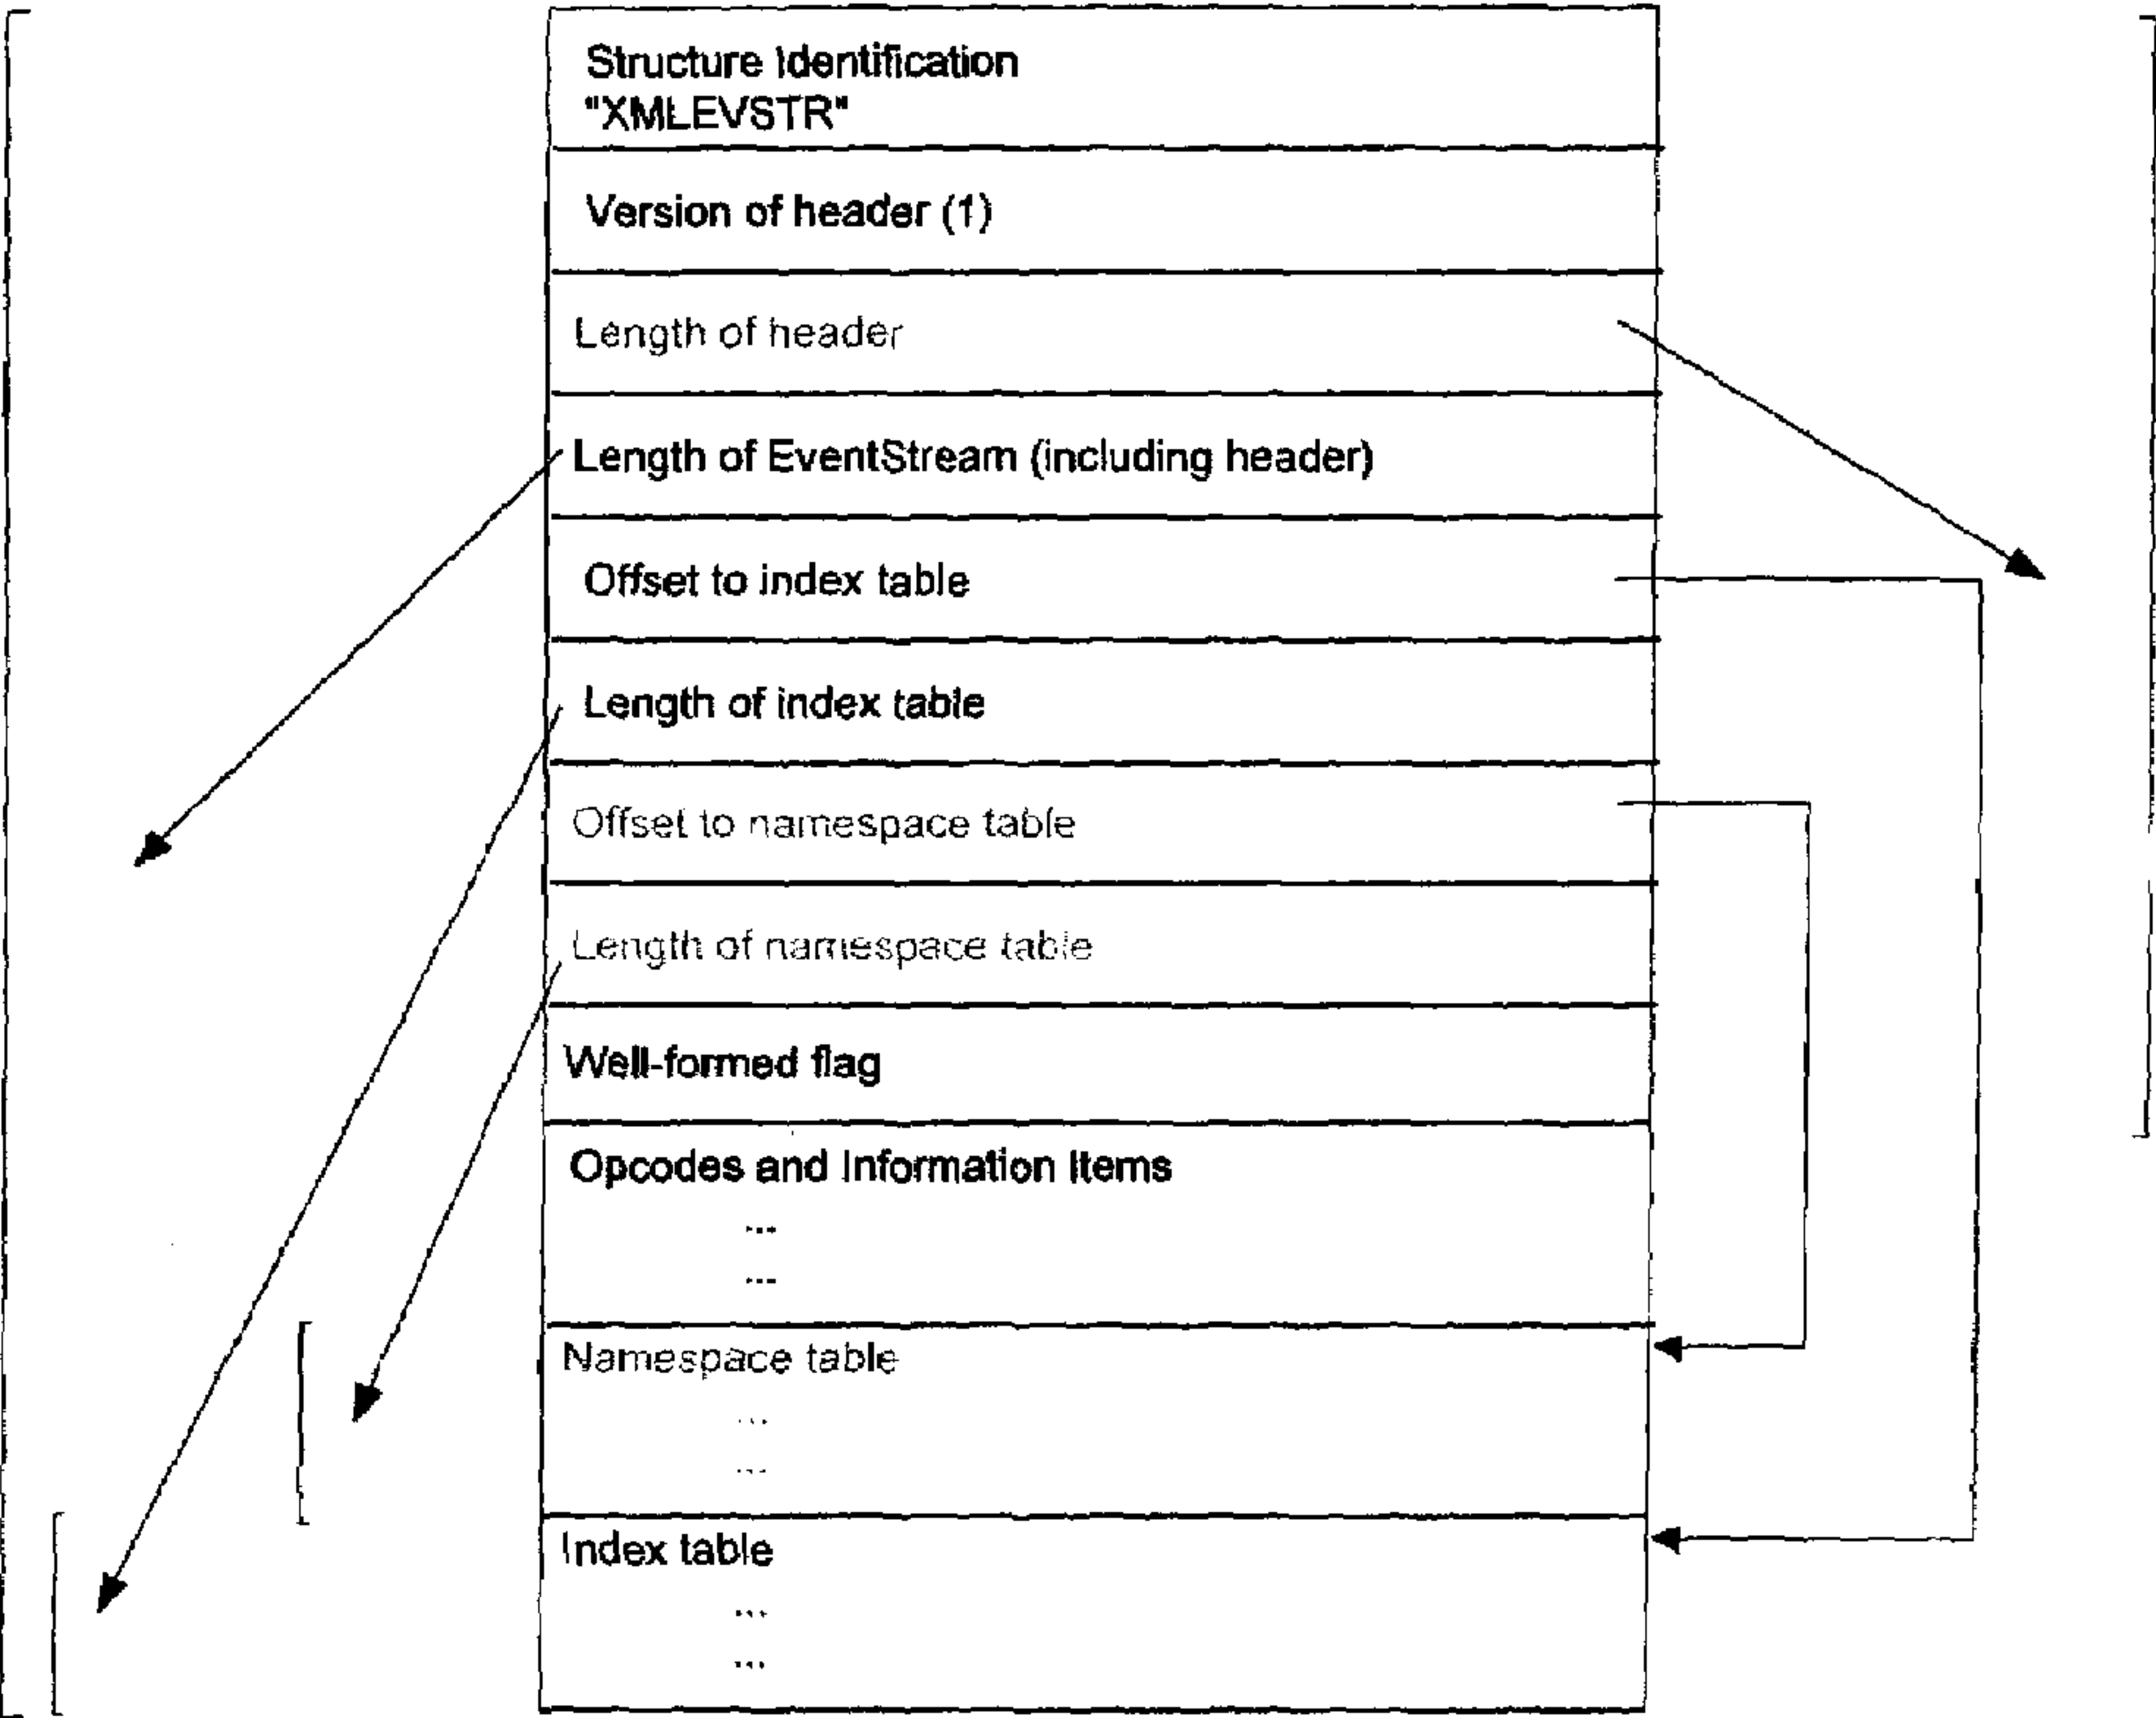 Structure Identification
"XMLEVSTR"
Version of header (1)
Length of header
Length of EventStream (including header)
Offset to index table
Length of index table
Offset to namespace table
Length of namespace table
Well-formed flag
Opcodes and Information Items
...
...
Namespace table
...
...
Index table
...
...